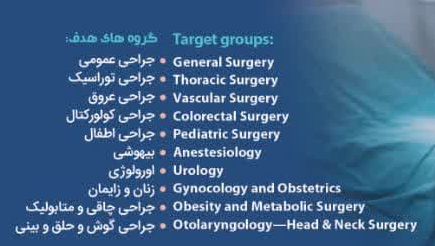 گروه های هدف: Target groups:
جراحی عمومی • General Surgery
جراحی توراسیک • Thoracic Surgery
جراحی عروق • Vascular Surgery
جراحی کولورکتال • Colorectal Surgery
جراحی اطفال • Pediatric Surgery
بیهوشی • Anestesiology
اورولوژی • Urology
زنان و زایمان • Gynocology and Obstetrics
جراحی چاقی و متابولیک • Obesity and Metabolic Surgery
جراحی گوش و حلق و بینی • Otolaryngology—Head & Neck Surgery